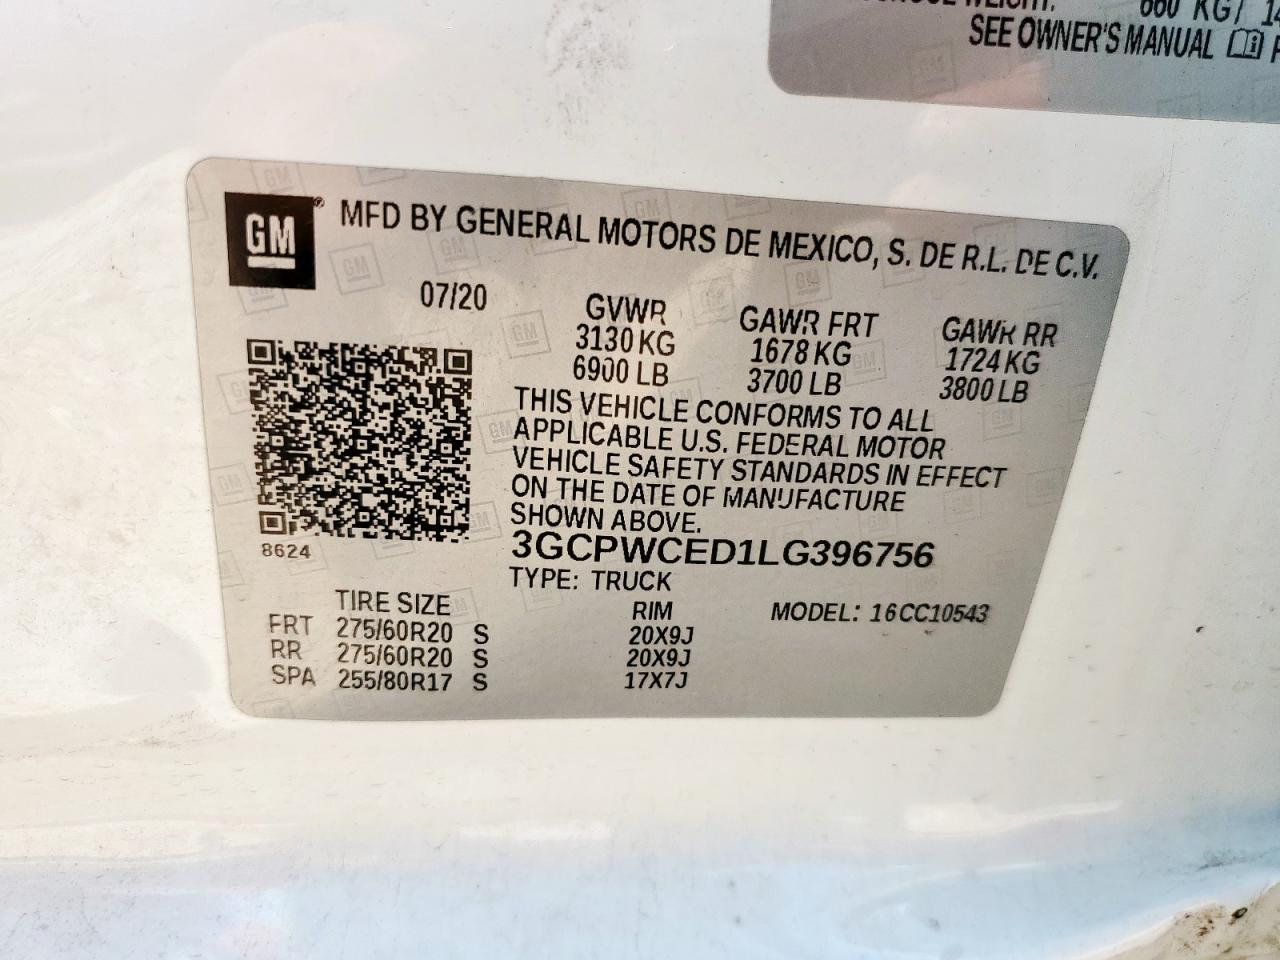 660 KG/
SEE OWNER'S MANUAL
GM ® MFD BY GENERAL MOTORS DE MEXICO, S. DE R.L. DE C.V.
07/20 GVWR GAWR FRT GAWR RR
3130 KG 1678 KG 1724 KG
6900 LB 3700 LB 3800 LB
THIS VEHICLE CONFORMS TO ALL
APPLICABLE U.S. FEDERAL MOTOR
VEHICLE SAFETY STANDARDS IN EFFECT
ON THE DATE OF MANUFACTURE
SHOWN ABOVE.
8624 3GCPWCED1LG396756
TYPE: TRUCK
TIRE SIZE RIM MODEL: 16CC10543
FRT 275/60R20 S 20X9J
RR 275/60R20 S 20X9J
SPA 255/80R17 S 17X7J